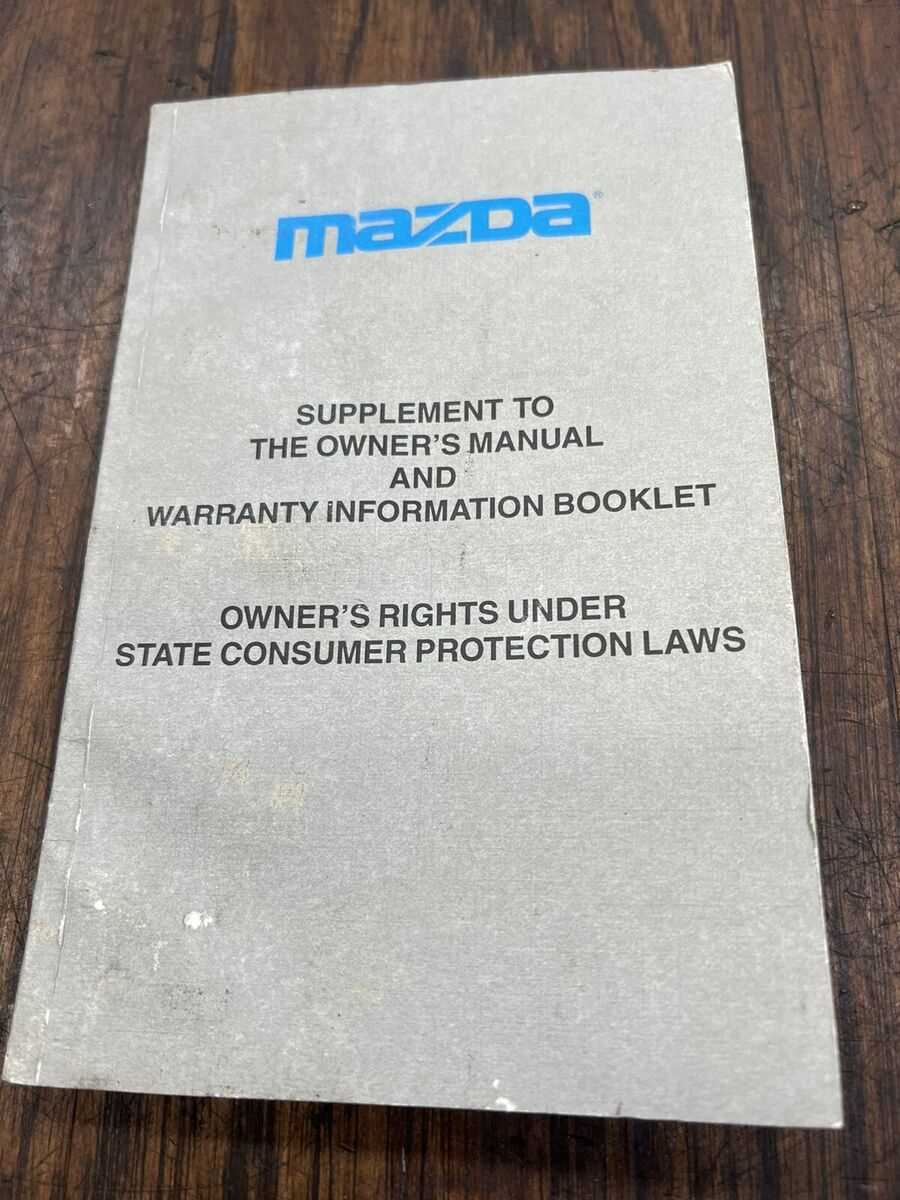 mazda®
SUPPLEMENT TO
THE OWNER'S MANUAL
AND
WARRANTY INFORMATION BOOKLET
OWNER'S RIGHTS UNDER
STATE CONSUMER PROTECTION LAWS